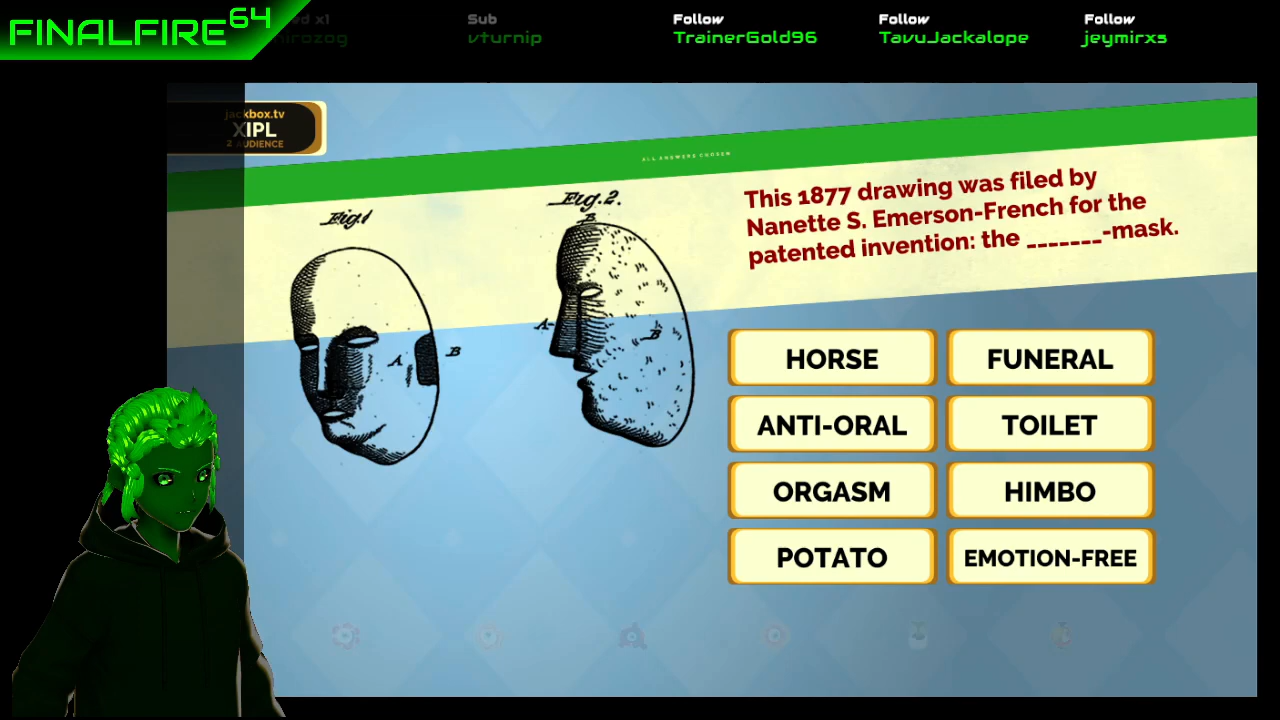 FINALFIRE64
x1
Sub
vturnip
Follow
TrainerGold96
Follow
TavuJackalope
Follow
jeymirxs
jackbox.tv
XIPL
2 AUDIENCE
ALL ANSWERS CHOSEN
Fig.1
A
B
Fig.2.
B
A
B
This 1877 drawing was filed by
Nanette S. Emerson-French for the
patented invention: the _______-mask.
HORSE
FUNERAL
ANTI-ORAL
TOILET
ORGASM
HIMBO
POTATO
EMOTION-FREE